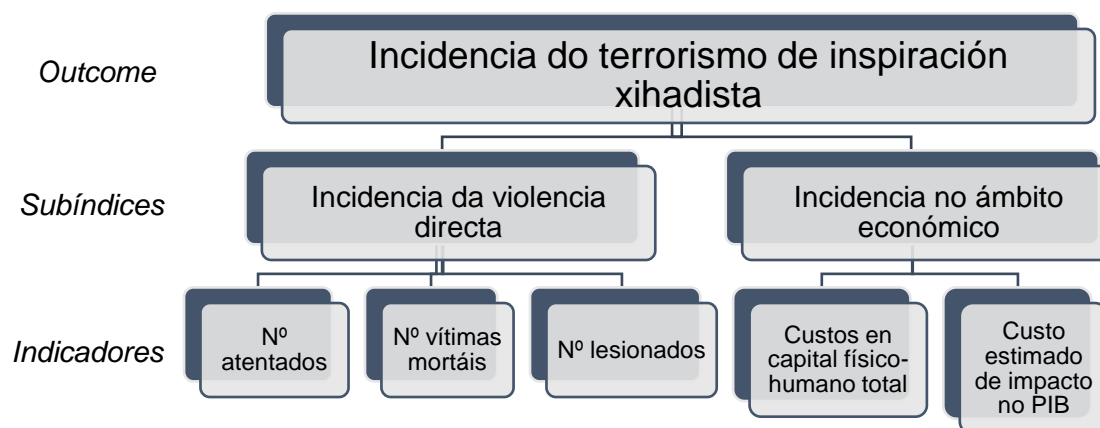 Outcome
Incidencia do terrorismo de inspiración
xihadista
Subíndices
Incidencia da violencia
directa
Incidencia no ámbito
económico
Indicadores
Nº
atentados
Nº vítimas
mortáis
Nº lesionados
Custos en
capital físico-
humano total
Custo
estimado
de impacto
no PIB